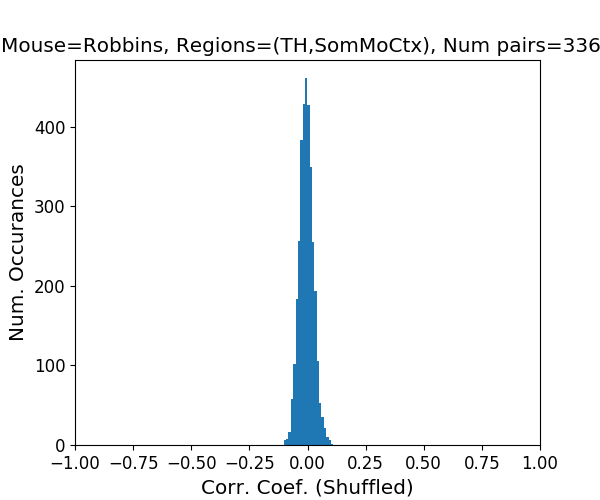 Mouse=Robbins, Regions=(TH,SomMoCtx), Num pairs=336
Num. Occurances
400
300
200
100
0
−1.00 −0.75 −0.50 −0.25 0.00 0.25 0.50 0.75 1.00
Corr. Coef. (Shuffled)